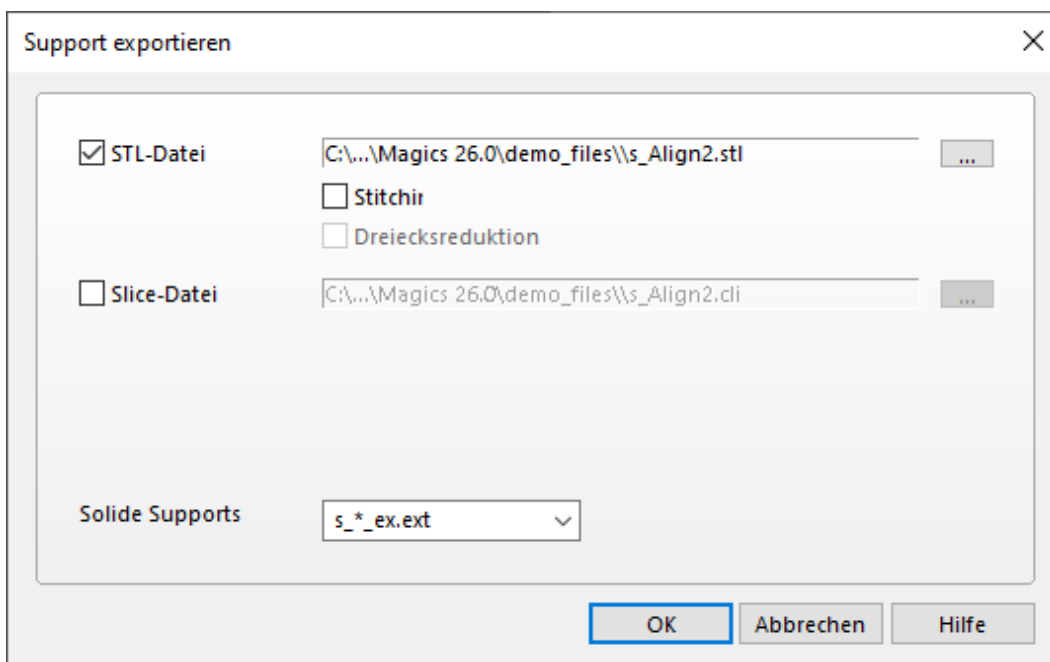 Support exportieren
STL-Datei C:\...\Magics 26.0\demo_files\\s_Align2.stl ...
Stitchir
Dreiecksreduktion
Slice-Datei C:\...\Magics 26.0\demo_files\\s_Align2.cli ...
Solide Supports s_*_ex.ext
OK Abbrechen Hilfe